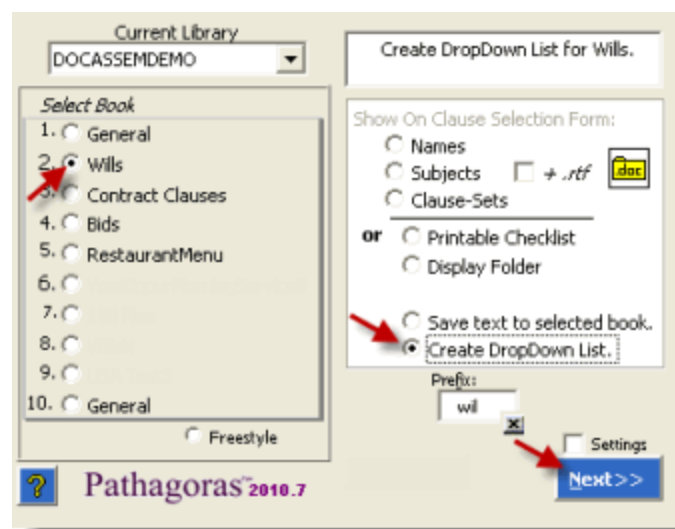 Current Library
DOCASSEMDEMO
Create DropDown List for Wills.
Select Book
1. General
2. Wills
3. Contract Clauses
4. Bids
5. RestaurantMenu
6.
7.
8.
9.
10. General
Freestyle
Show On Clause Selection Form:
Names
Subjects + .rtf .doc
Clause-Sets
or Printable Checklist
Display Folder
Save text to selected book.
Create DropDown List.
Prefix:
wil
x
Settings
? Pathagoras™ 2010.7
Next>>